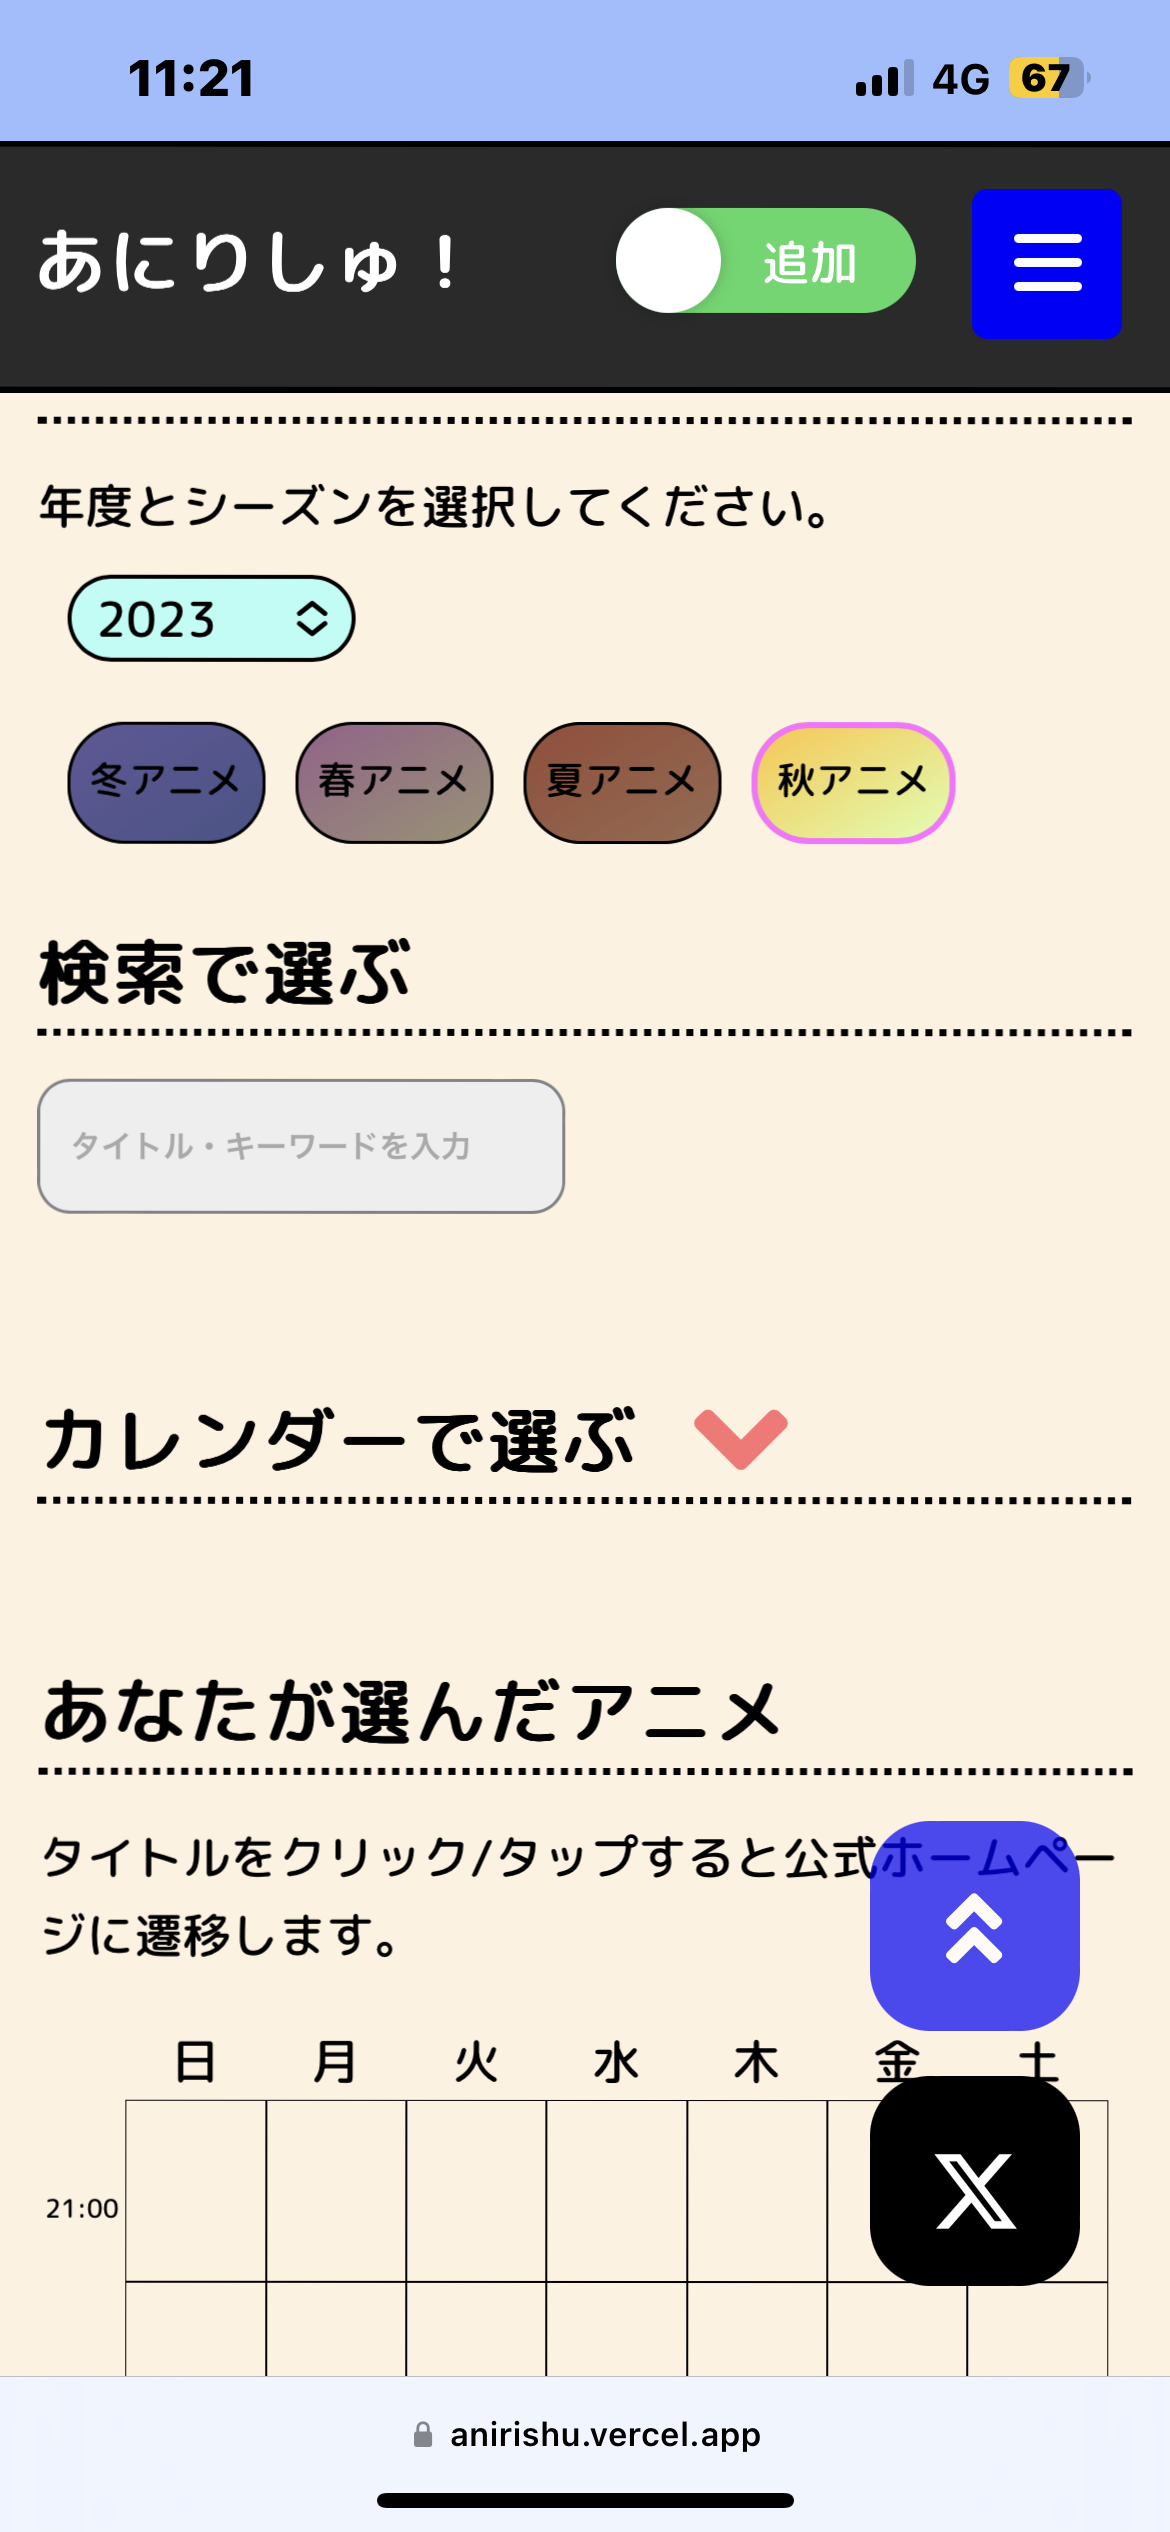 11:21 4G 67
あにりしゅ！ 追加
年度とシーズンを選択してください。
2023
冬アニメ 春アニメ 夏アニメ 秋アニメ
検索で選ぶ
タイトル・キーワードを入力
カレンダーで選ぶ
あなたが選んだアニメ
タイトルをクリック/タップすると公式ホームペー
ジに遷移します。
日 月 火 水 木 金 土
21:00
anirishu.vercel.app